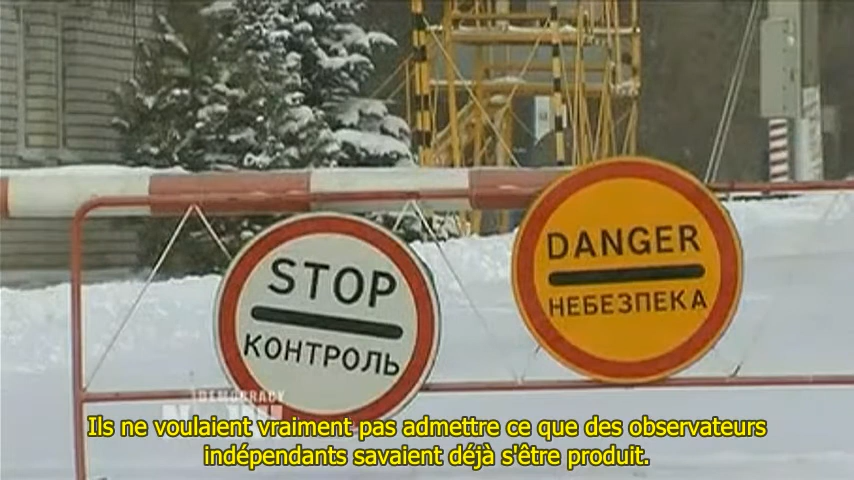 STOP
КОНТРОЛЬ
DANGER
НЕБЕЗПЕКА
DEMOCRACY
Ils ne voulaient vraiment pas admettre ce que des observateurs
indépendants savaient déjà s'être produit.